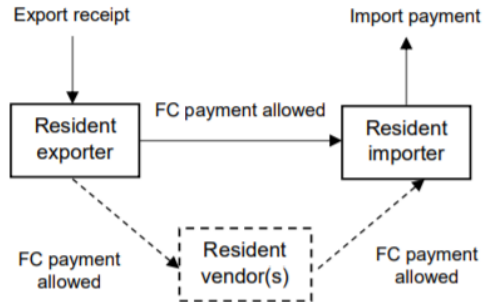 Export receipt
Import payment
FC payment allowed
Resident
exporter
Resident
importer
FC payment
allowed
Resident
vendor(s)
FC payment
allowed